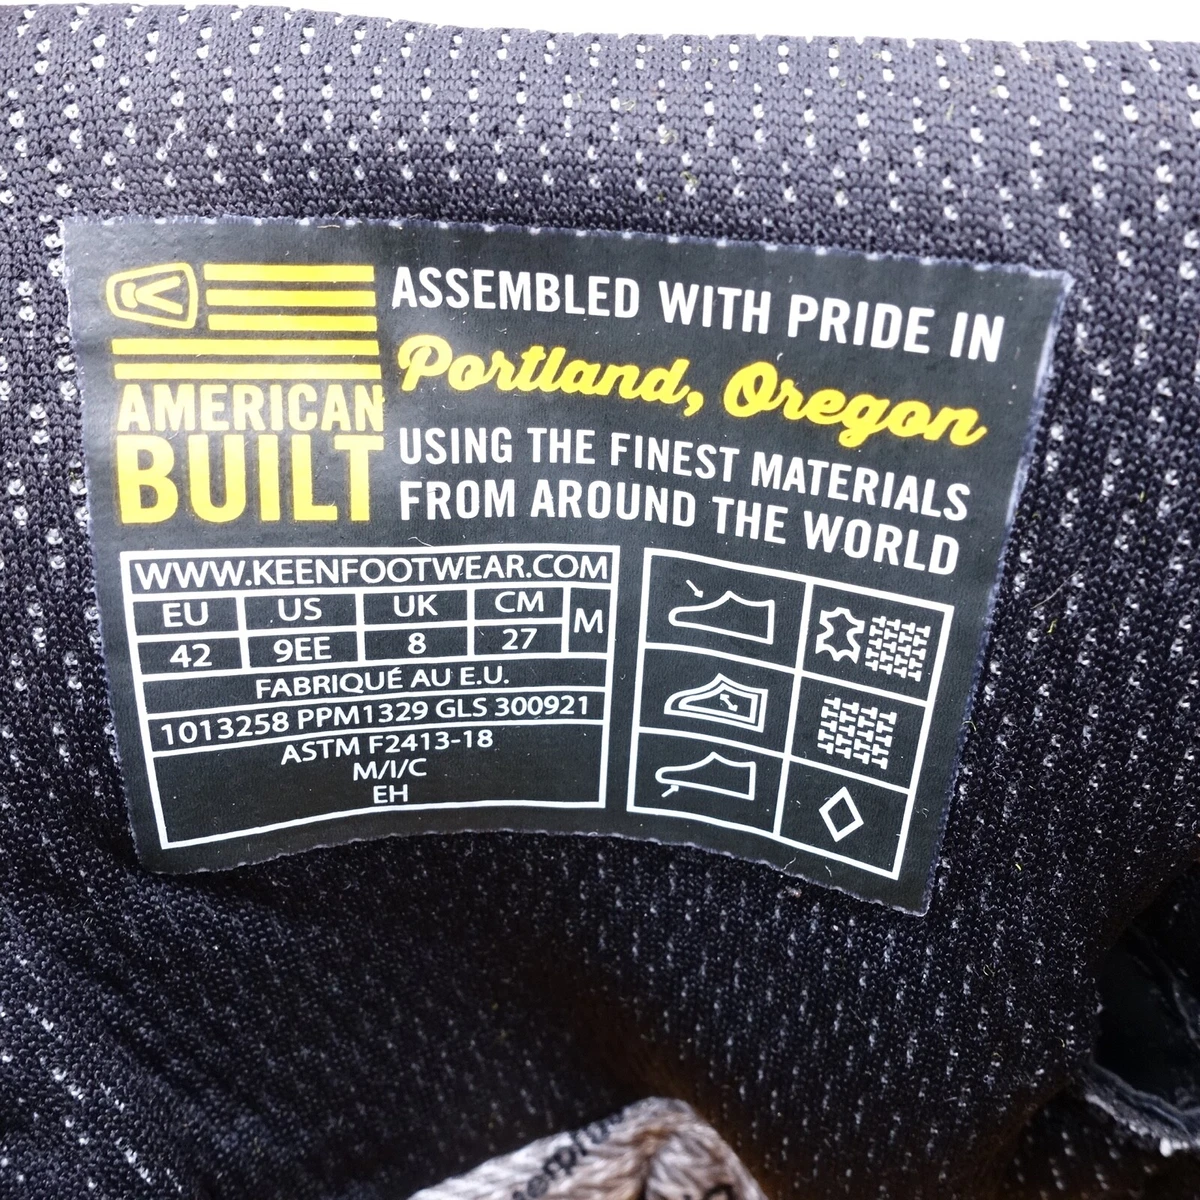 ASSEMBLED WITH PRIDE IN
Portland, Oregon
AMERICAN
BUILT
USING THE FINEST MATERIALS
FROM AROUND THE WORLD
WWW.KEENFOOTWEAR.COM
EU US UK CM M
42 9EE 8 27
FABRIQUÉ AU E.U.
1013258 PPM1329 GLS 300921
ASTM F2413-18
M/I/C
EH